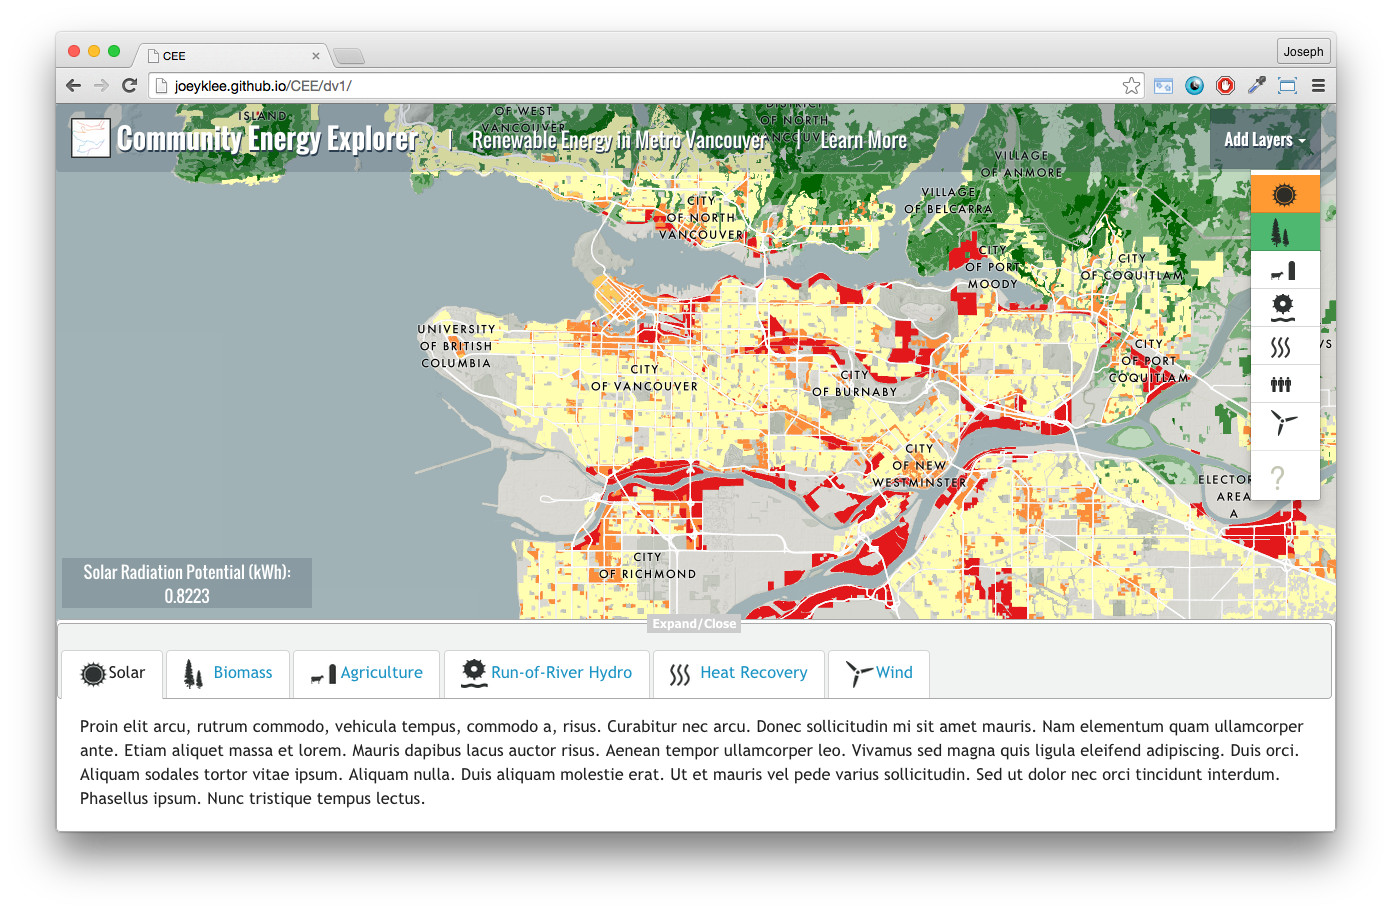 CEE
Joseph
joeyklee.github.io/CEE/dv1/
ISLAND
OF WEST
VANCOUVER
DISTRICT
OF NORTH
VANCOUVER
Community Energy Explorer
|
Renewable Energy in Metro Vancouver
|
Learn More
Add Layers
VILLAGE
OF ANMORE
VILLAGE
OF BELCARRA
CITY
OF NORTH
VANCOUVER
CITY
OF PORT
MOODY
CITY
OF COQUITLAM
UNIVERSITY
OF BRITISH
COLUMBIA
CITY
OF VANCOUVER
CITY
OF BURNABY
CITY
OF PORT
COQUITLAM
CITY
OF NEW
WESTMINSTER
ELECTOR
AREA
A
?
CITY
OF RICHMOND
Solar Radiation Potential (kWh):
0.8223
Expand/Close
Solar
Biomass
Agriculture
Run-of-River Hydro
Heat Recovery
Wind
Proin elit arcu, rutrum commodo, vehicula tempus, commodo a, risus. Curabitur nec arcu. Donec sollicitudin mi sit amet mauris. Nam elementum quam ullamcorper
ante. Etiam aliquet massa et lorem. Mauris dapibus lacus auctor risus. Aenean tempor ullamcorper leo. Vivamus sed magna quis ligula eleifend adipiscing. Duis orci.
Aliquam sodales tortor vitae ipsum. Aliquam nulla. Duis aliquam molestie erat. Ut et mauris vel pede varius sollicitudin. Sed ut dolor nec orci tincidunt interdum.
Phasellus ipsum. Nunc tristique tempus lectus.